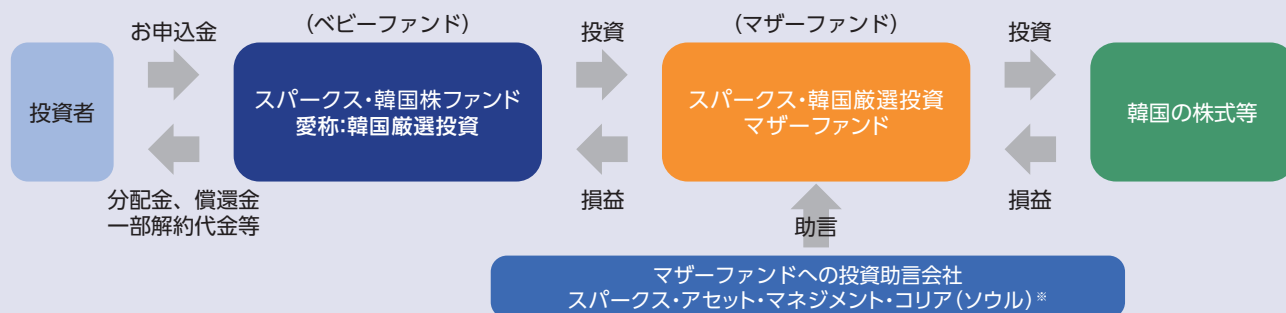 お申込金
(ベビーファンド)
投資
(マザーファンド)
投資
投資者
スパークス・韓国株ファンド
愛称:韓国厳選投資
スパークス・韓国厳選投資
マザーファンド
韓国の株式等
分配金、償還金
一部解約代金等
損益
助言
損益
マザーファンドへの投資助言会社
スパークス・アセット・マネジメント・コリア(ソウル)※